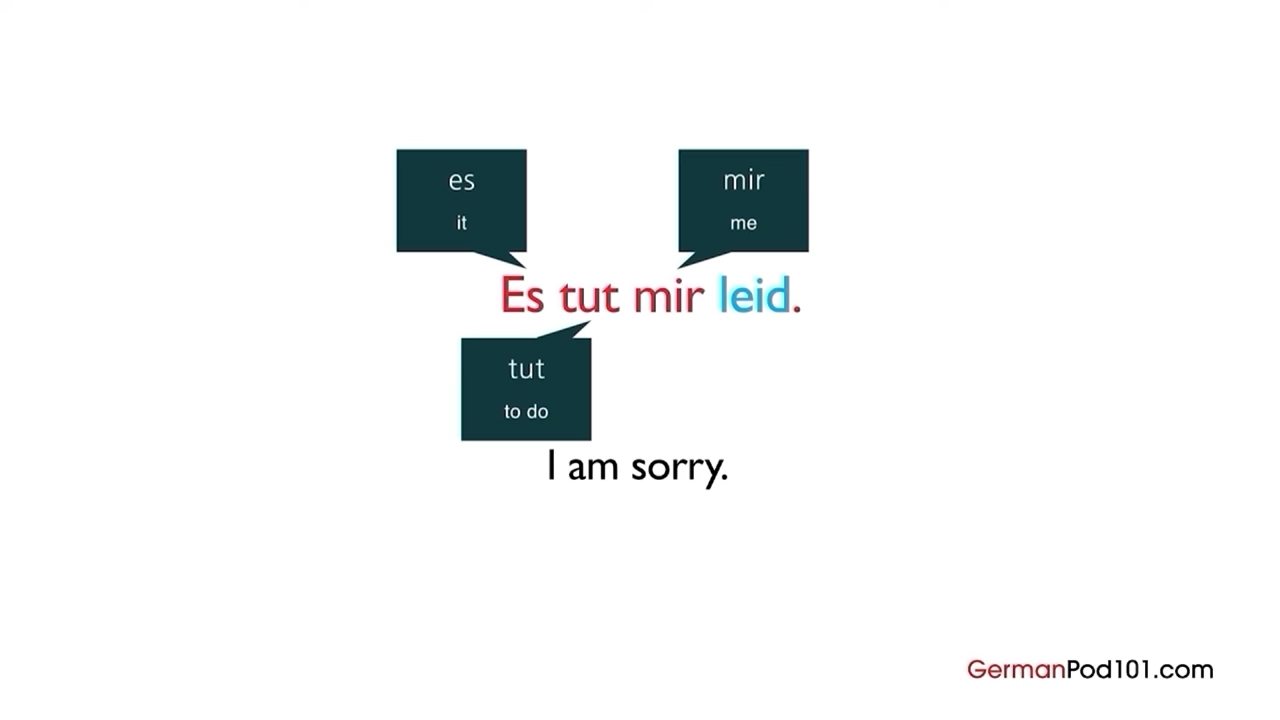 es
it
mir
me
Es tut mir leid.
tut
to do
I am sorry.
GermanPod101.com